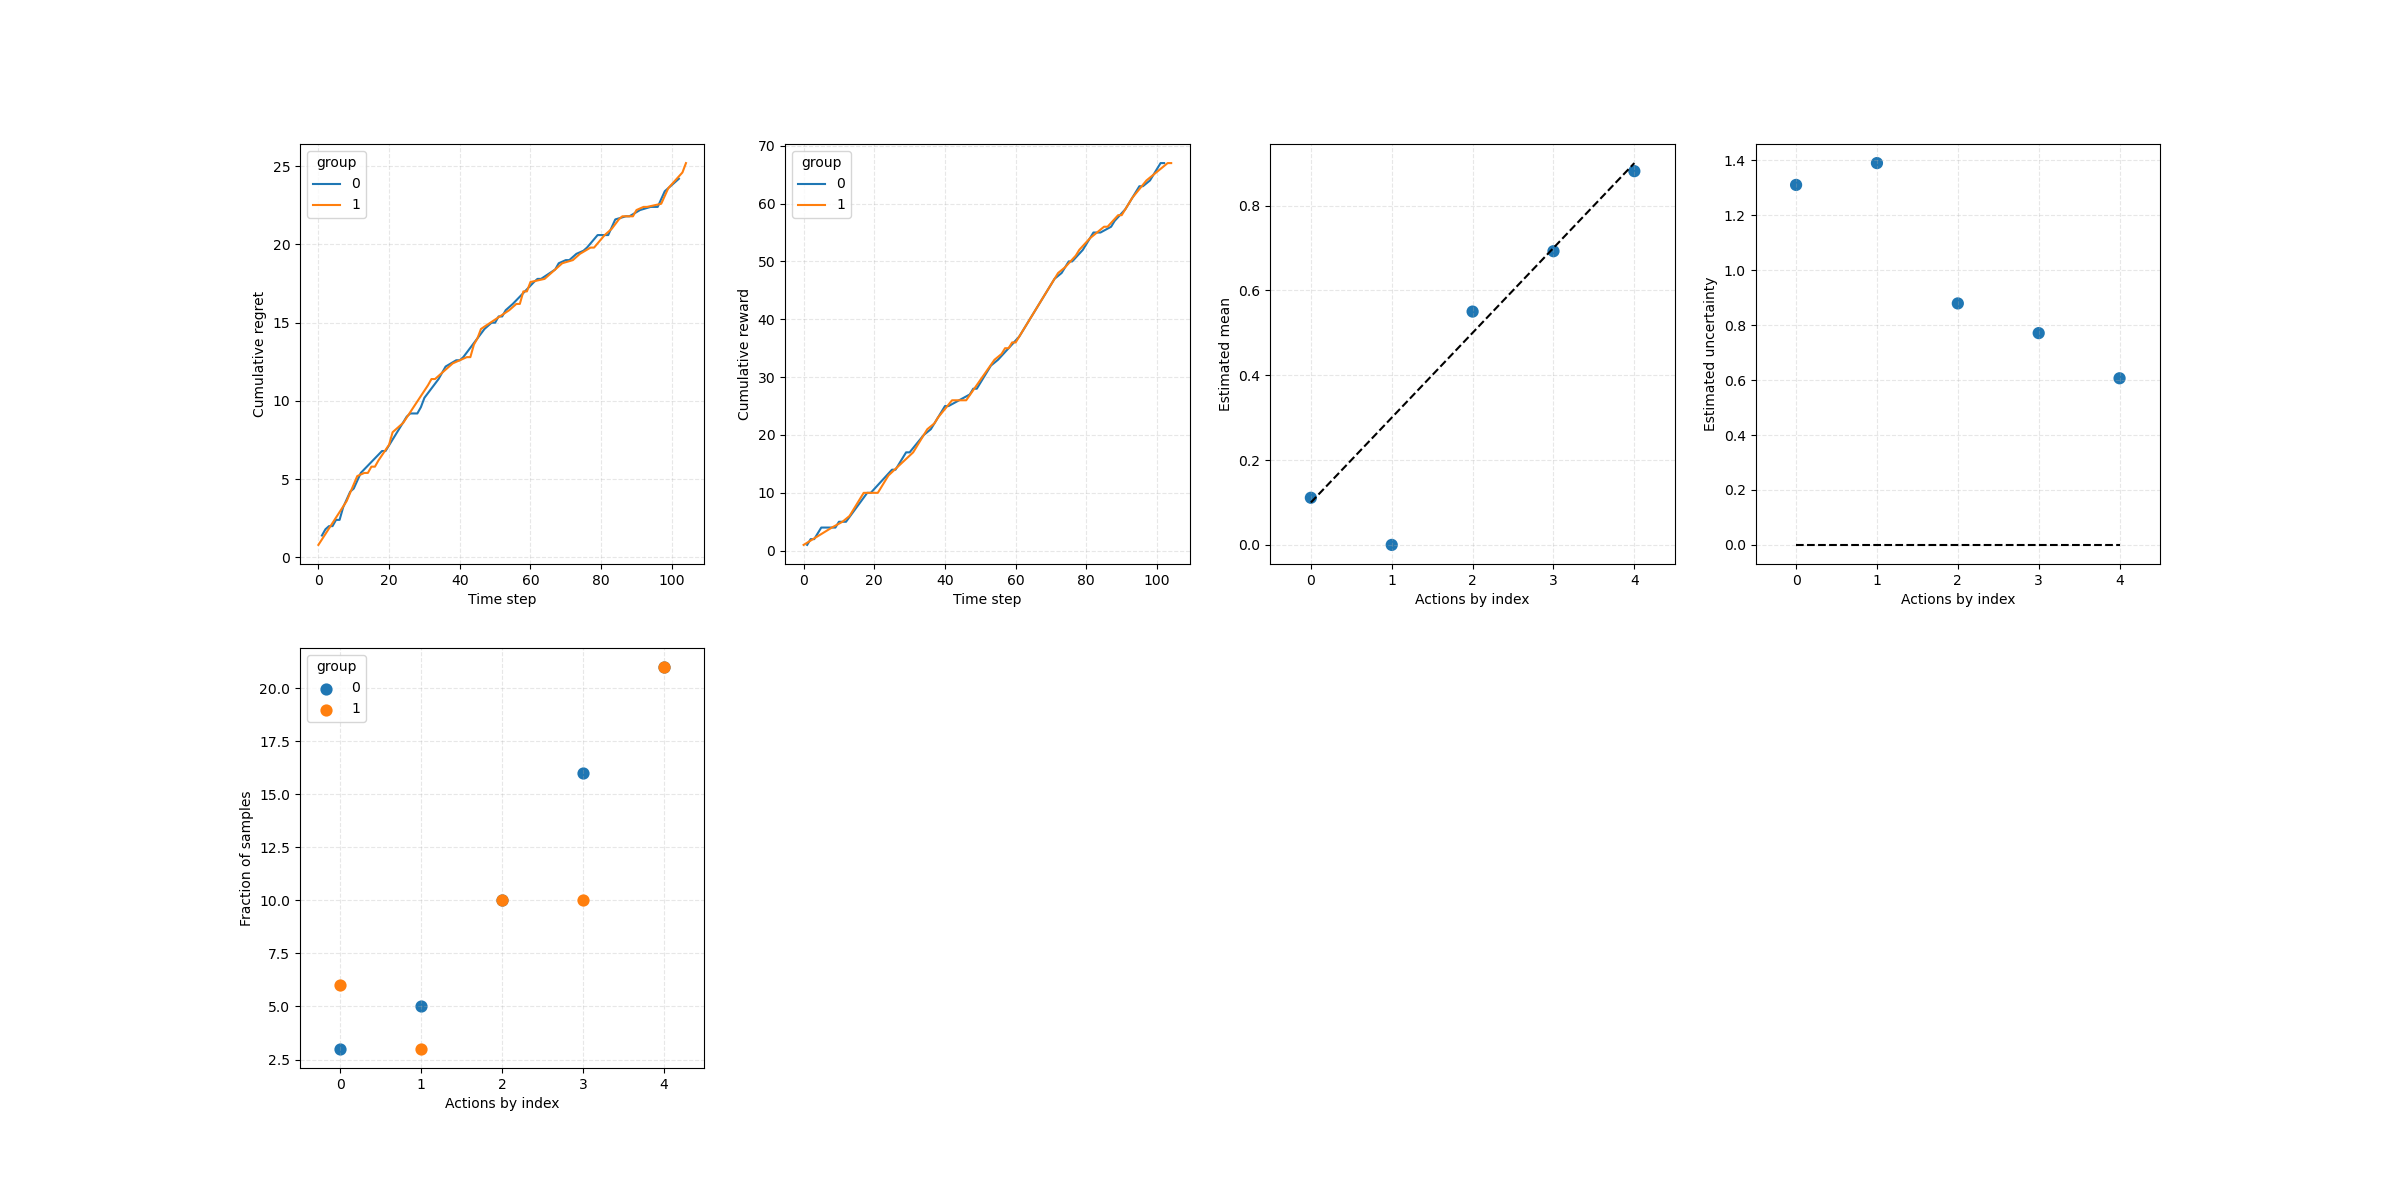 group
0
1
25
20
15
10
5
0
Cumulative regret
0 20 40 60 80 100
Time step
group
0
1
70
60
50
40
30
20
10
0
Cumulative reward
0 20 40 60 80 100
Time step
0.8
0.6
0.4
0.2
0.0
Estimated mean
0 1 2 3 4
Actions by index
1.4
1.2
1.0
0.8
0.6
0.4
0.2
0.0
Estimated uncertainty
0 1 2 3 4
Actions by index
group
0
1
20.0
17.5
15.0
12.5
10.0
7.5
5.0
2.5
Fraction of samples
0 1 2 3 4
Actions by index